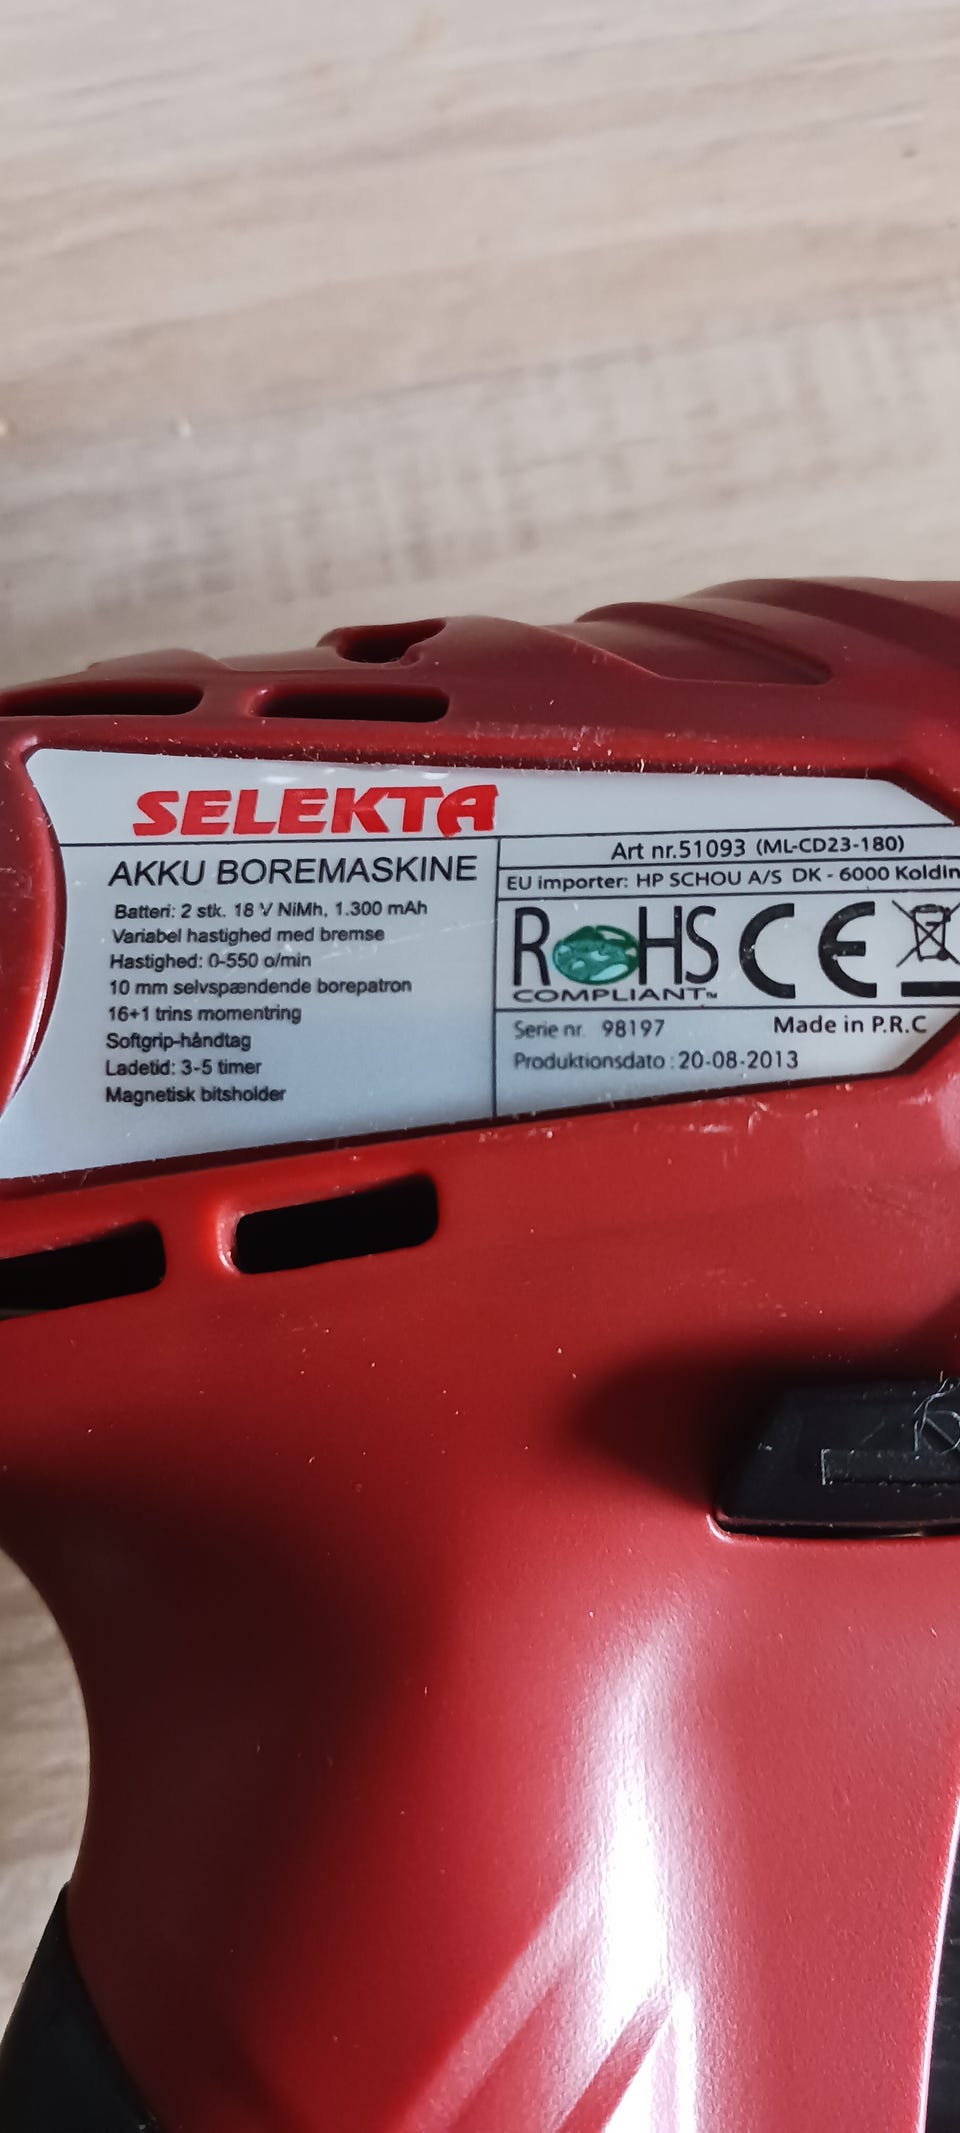 SELEKTA
AKKU BOREMASKINE
Batteri: 2 stk. 18 V NiMh, 1.300 mAh
Variabel hastighed med bremse
Hastighed: 0-550 o/min
10 mm selvspændende borepatron
16+1 trins momentring
Softgrip-håndtag
Ladetid: 3-5 timer
Magnetisk bitsholder
Art nr.51093 (ML-CD23-180)
EU importer: HP SCHOU A/S DK - 6000 Koldin
RoHS CE
COMPLIANT™
Serie nr. 98197 Made in P.R.C
Produktionsdato : 20-08-2013